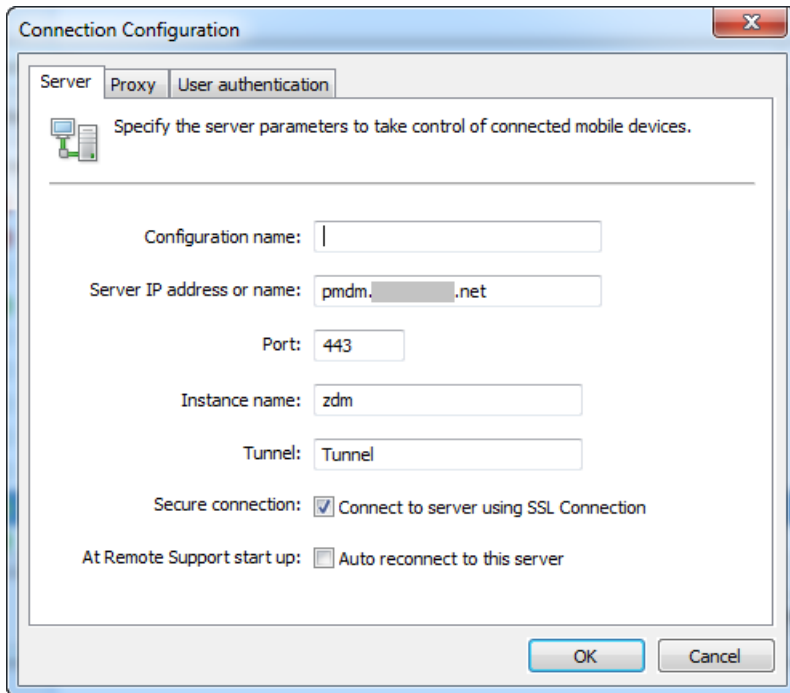 Connection Configuration
Server Proxy User authentication
Specify the server parameters to take control of connected mobile devices.
Configuration name:
Server IP address or name: pmdm. .net
Port: 443
Instance name: zdm
Tunnel: Tunnel
Secure connection: Connect to server using SSL Connection
At Remote Support start up: Auto reconnect to this server
OK Cancel